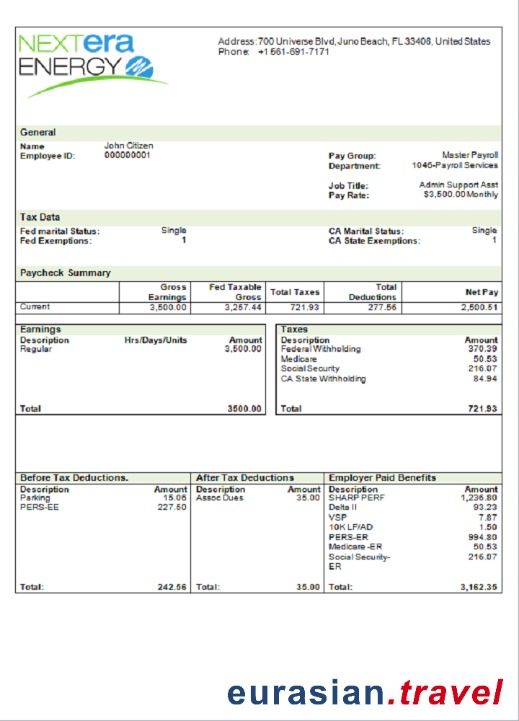 NEXTera
ENERGY
Address: 700 Universe Blvd, Juno Beach, FL 33408, United States
Phone: +1 561-691-7171
General
Name John Citizen
Employee ID: 000000001
Pay Group: Master Payroll
Department: 1046-Payroll Services
Job Title: Admin Support Asst
Pay Rate: $3,500.00 Monthly
Tax Data
Fed marital Status: Single CA Marital Status: Single
Fed Exemptions: 1 CA State Exemptions: 1
Paycheck Summary
Gross Earnings Fed Taxable Gross Total Taxes Total Deductions Net Pay
Current 3,500.00 3,257.44 721.93 277.56 2,500.51
Earnings
Description Hrs/Days/Units Amount
Regular 3,500.00
Total 3500.00
Taxes
Description Amount
Federal Withholding 370.39
Medicare 50.53
Social Security 216.07
CA State Withholding 84.94
Total 721.93
Before Tax Deductions.
Description Amount
Parking 15.06
PERS-EE 227.50
Total: 242.56
After Tax Deductions
Description Amount
Assoc Dues 35.00
Total: 35.00
Employer Paid Benefits
Description Amount
SHARP PERF 1,236.80
Delta II 93.23
VSP 7.87
10K LF/AD 1.50
PERS-ER 994.80
Medicare -ER 50.53
Social Security- 216.07
ER
Total: 3,162.35
eurasian.travel